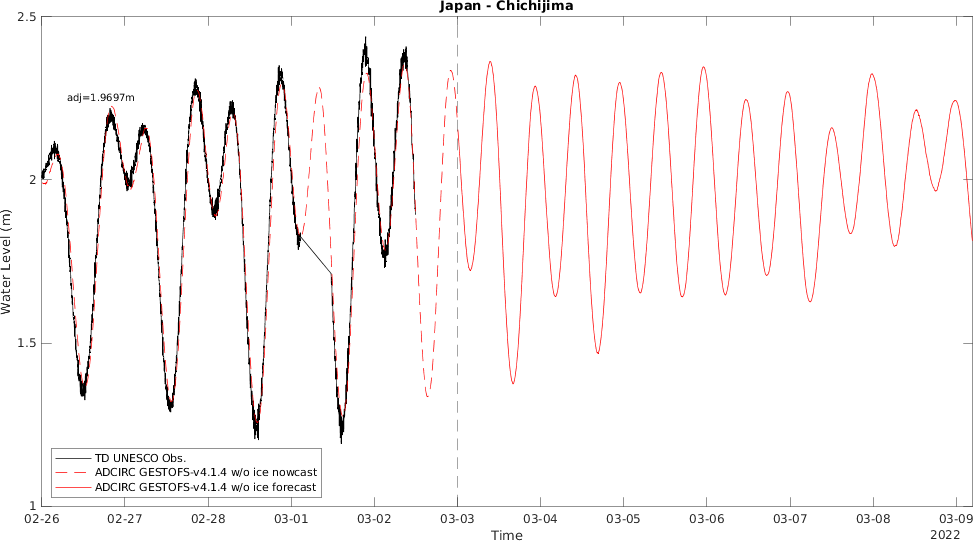 Japan - Chichijima
2.5
adj=1.9697m
2
Water Level (m)
1.5
TD UNESCO Obs.
ADCIRC GESTOFS-v4.1.4 w/o ice nowcast
ADCIRC GESTOFS-v4.1.4 w/o ice forecast
1
02-26 02-27 02-28 03-01 03-02 03-03 03-04 03-05 03-06 03-07 03-08 03-09
Time
2022